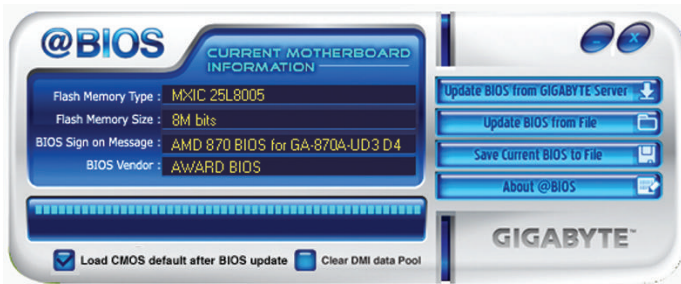 @BIOS
CURRENT MOTHERBOARD
INFORMATION
Flash Memory Type : MXIC 25L8005
Flash Memory Size : 8M bits
BIOS Sign on Message : AMD 870 BIOS for GA-870A-UD3 D4
BIOS Vendor : AWARD BIOS
Update BIOS from GIGABYTE Server
Update BIOS from File
Save Current BIOS to File
About @BIOS
Load CMOS default after BIOS update
Clear DMI data Pool
GIGABYTE™